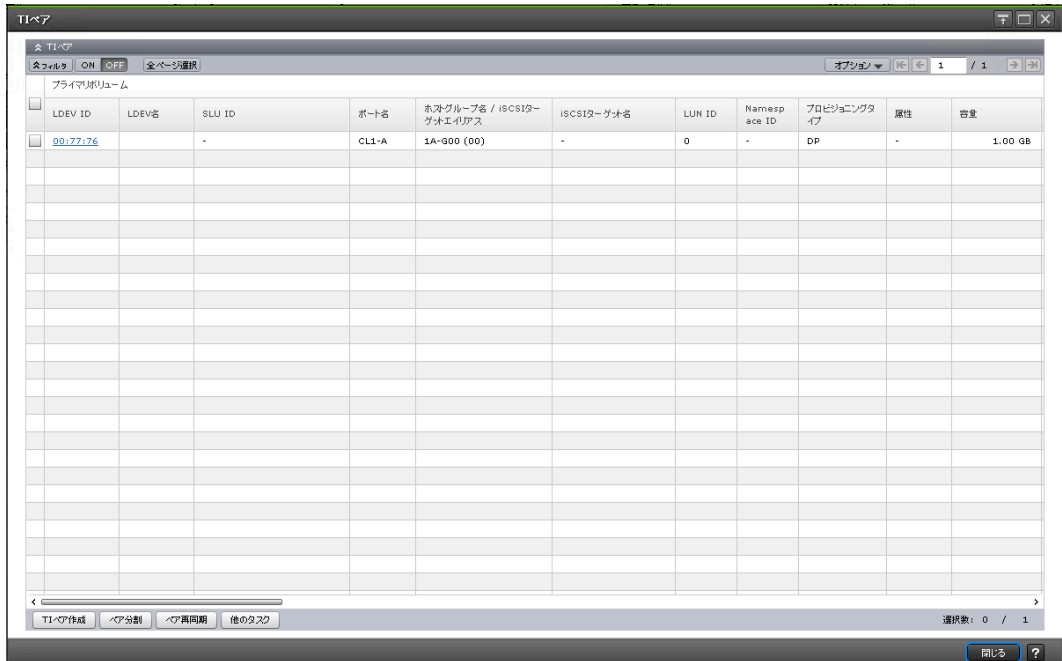 TIペア
TIペア
フィルタ ON OFF 全ページ選択 オプション 1 / 1
プライマリボリューム
LDEV ID LDEV名 SLU ID ポート名 ホストグループ名 / iSCSIターゲットエイリアス iSCSIターゲット名 LUN ID Namespace ID プロビジョニングタイプ 属性 容量
00:77:76 - CL1-A 1A-G00 (00) - 0 - DP - 1.00 GB
TIペア作成 ペア分割 ペア再同期 他のタスク 選択数: 0 / 1
閉じる ?